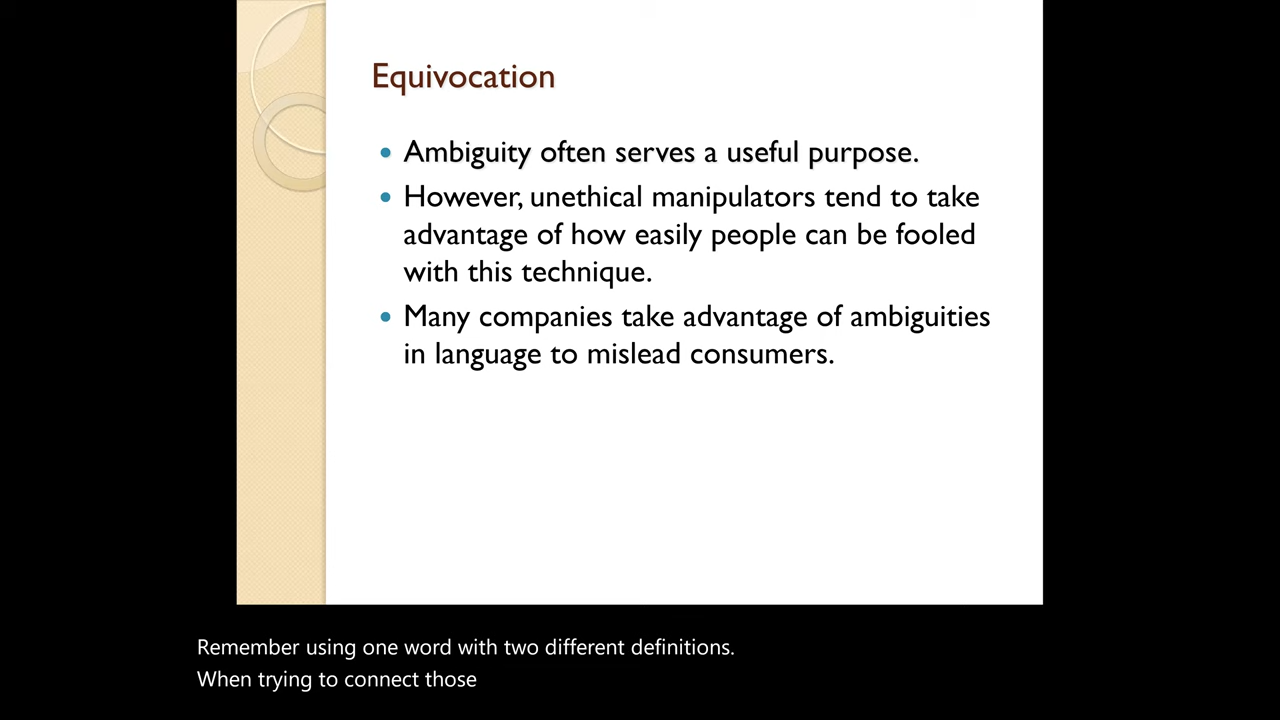 Equivocation
• Ambiguity often serves a useful purpose.
• However, unethical manipulators tend to take
advantage of how easily people can be fooled
with this technique.
• Many companies take advantage of ambiguities
in language to mislead consumers.
Remember using one word with two different definitions.
When trying to connect those